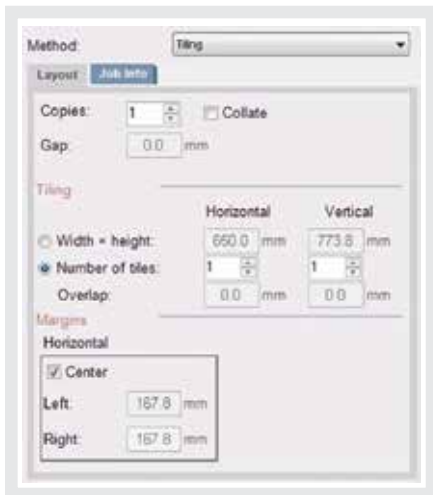 Method: Tiling
Layout Job Info
Copies: 1 Collate
Gap: 0.0 mm
Tiling
Horizontal Vertical
Width × height: 660.0 mm 773.8 mm
Number of tiles: 1 1
Overlap: 0.0 mm 0.0 mm
Margins
Horizontal
Center
Left: 167.8 mm
Right: 167.8 mm